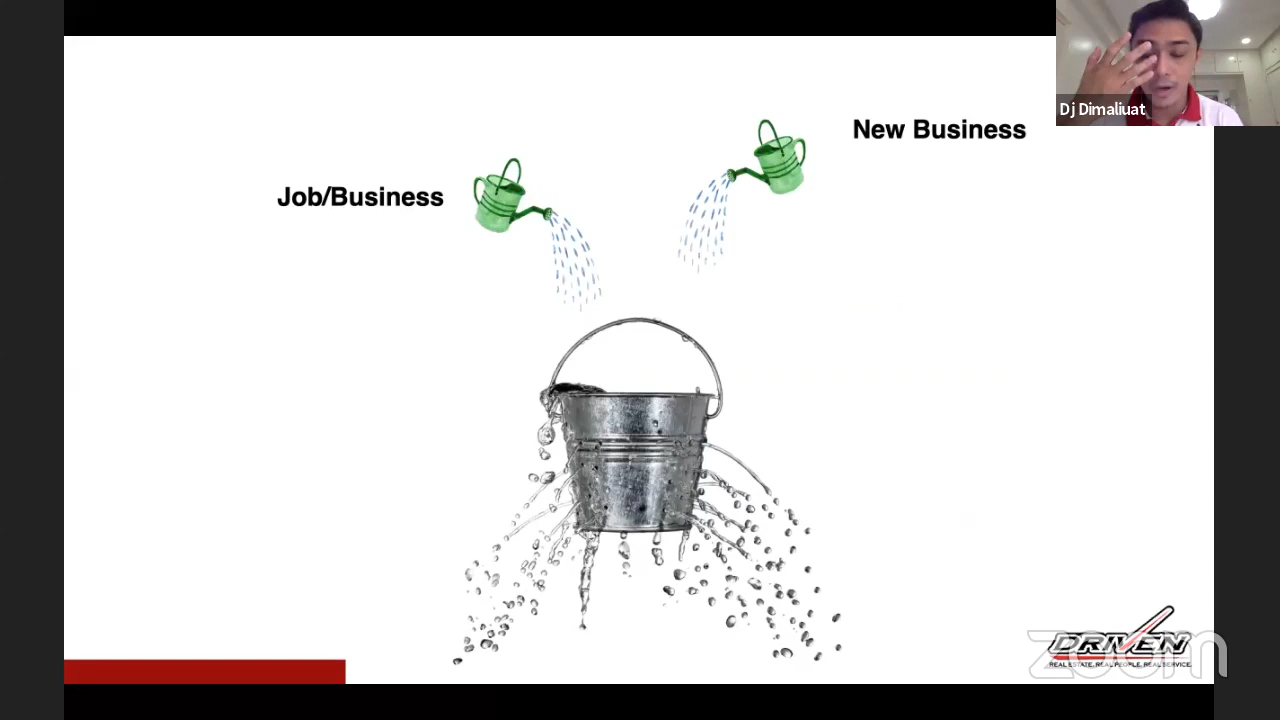 Dj Dimaliuat
New Business
Job/Business
DRIVEN
REAL ESTATE. REAL PEOPLE. REAL SERVICE.
zoom